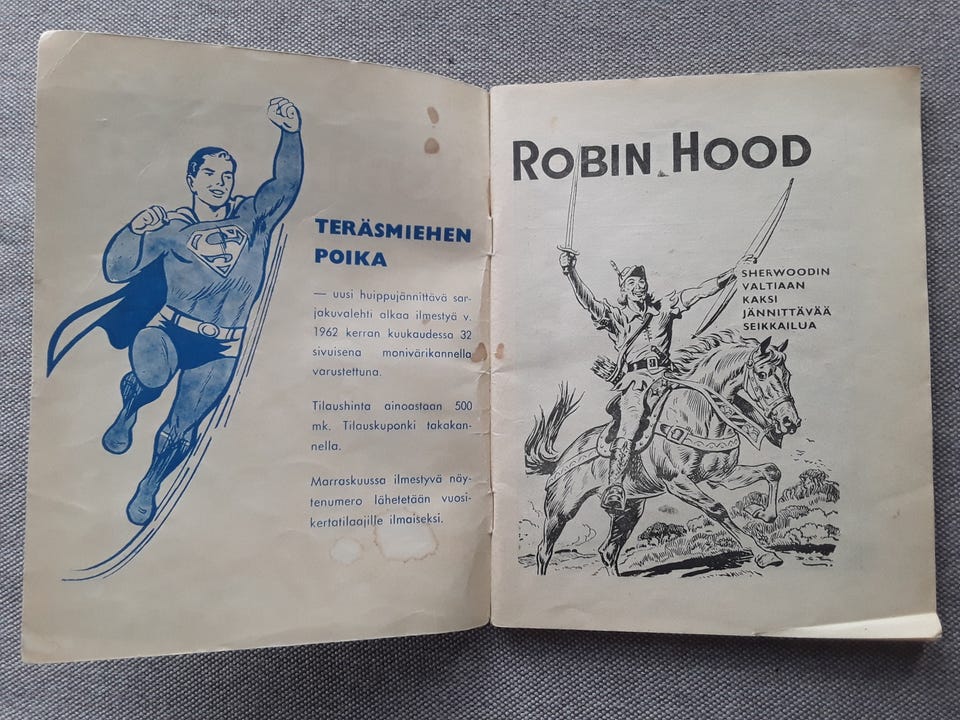 TERÄSMIEHEN
POIKA
— uusi huippujännittävä sar-
jakuvalehti alkaa ilmestyä v.
1962 kerran kuukaudessa 32
sivuisena monivärikannella
varustettuna.
Tilaushinta ainoastaan 500
mk. Tilauskuponki takakan-
nella.
Marraskuussa ilmestyvä näy-
tenumero lähetetään vuosi-
kertatilaajille ilmaiseksi.
S
ROBIN HOOD
SHERWOODIN
VALTIAAN
KAKSI
JÄNNITTÄVÄÄ
SEIKKAILUA